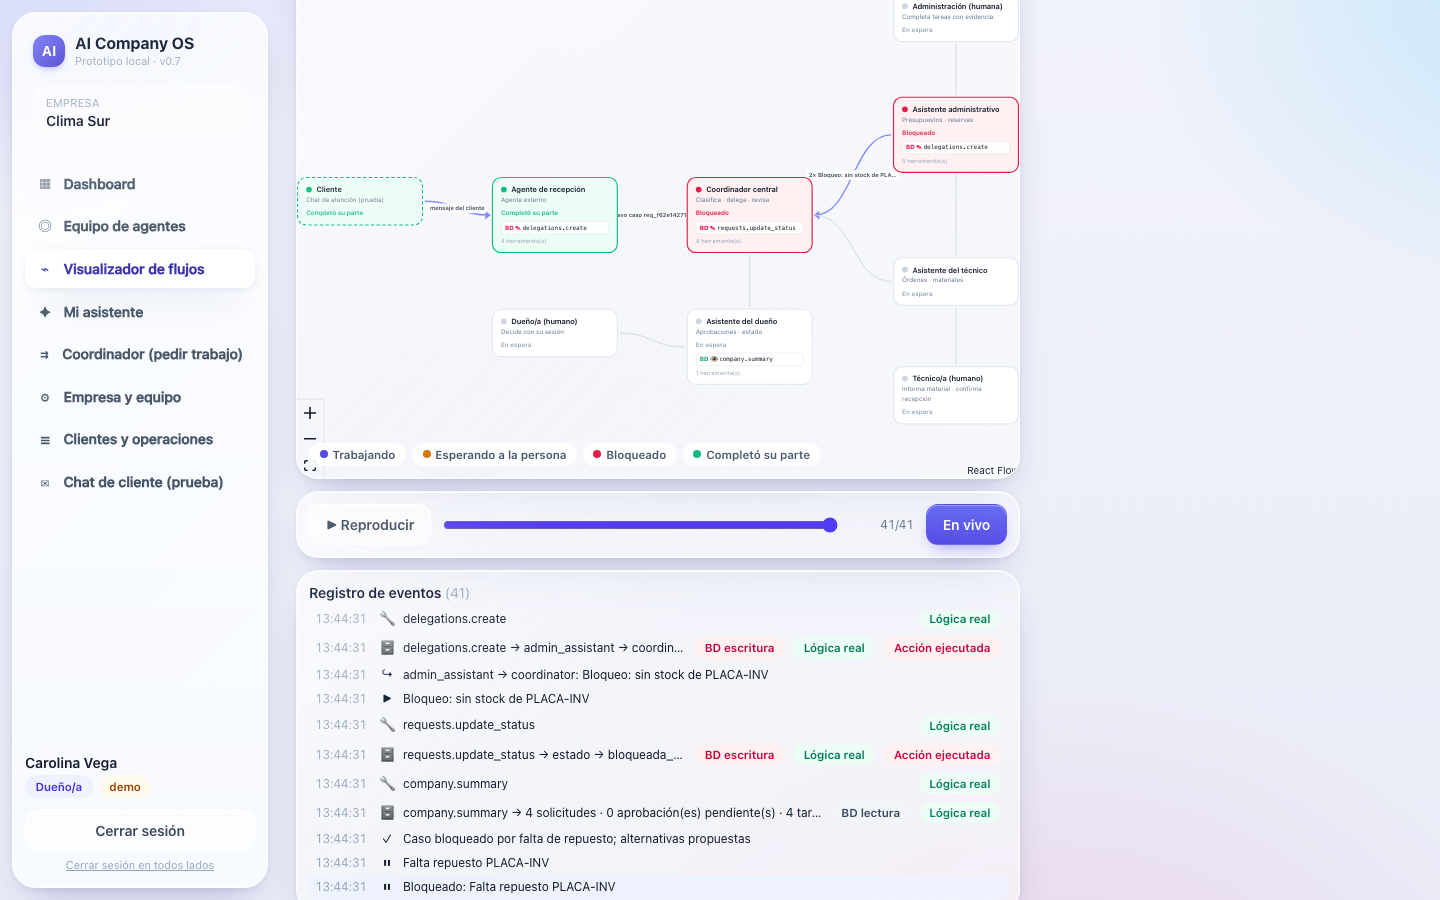 AI
AI Company OS
Prototipo local · v0.7
EMPRESA
Clima Sur
Dashboard
Equipo de agentes
Visualizador de flujos
Mi asistente
Coordinador (pedir trabajo)
Empresa y equipo
Clientes y operaciones
Chat de cliente (prueba)
Carolina Vega
Dueño/a
demo
Cerrar sesión
Cerrar sesión en todos lados
Administración (humana)
Completa tareas con evidencia
En espera
Asistente administrativo
Presupuestos · reservas
Bloqueado
BD delegations.create
5 herramienta(s)
2× Bloqueo: sin stock de PLA…
Cliente
Chat de atención (prueba)
Completó su parte
mensaje del cliente
Agente de recepción
Agente externo
Completó su parte
BD delegations.create
4 herramienta(s)
evo caso req_f62e14271
Coordinador central
Clasifica · delega · revisa
Bloqueado
BD requests.update_status
4 herramienta(s)
Asistente del técnico
Órdenes · materiales
En espera
Dueño/a (humano)
Decide con su sesión
En espera
Asistente del dueño
Aprobaciones · estado
En espera
BD company.summary
1 herramienta(s)
Técnico/a (humano)
Informa material · confirma
recepción
En espera
Trabajando
Esperando a la persona
Bloqueado
Completó su parte
React Flow
Reproducir
41/41
En vivo
Registro de eventos (41)
13:44:31 delegations.create Lógica real
13:44:31 delegations.create → admin_assistant → coordin... BD escritura Lógica real Acción ejecutada
13:44:31 admin_assistant → coordinator: Bloqueo: sin stock de PLACA-INV
13:44:31 Bloqueo: sin stock de PLACA-INV
13:44:31 requests.update_status Lógica real
13:44:31 requests.update_status → estado → bloqueada_... BD escritura Lógica real Acción ejecutada
13:44:31 company.summary Lógica real
13:44:31 company.summary → 4 solicitudes · 0 aprobación(es) pendiente(s) · 4 tar... BD lectura Lógica real
13:44:31 Caso bloqueado por falta de repuesto; alternativas propuestas
13:44:31 Falta repuesto PLACA-INV
13:44:31 Bloqueado: Falta repuesto PLACA-INV